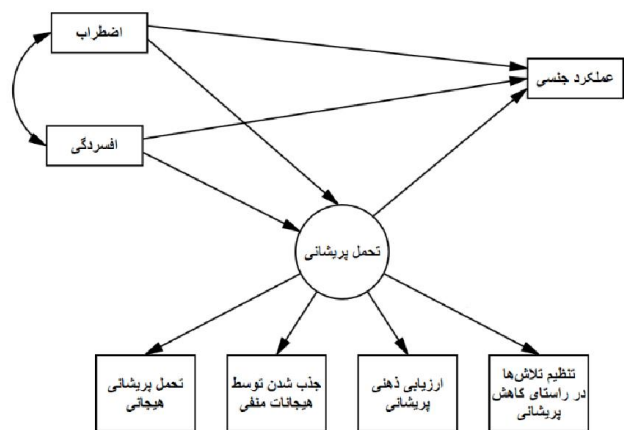 اضطراب
عملکرد جنسی
افسردگی
تحمل پریشانی
تحمل پریشانی
هیجانی
جذب شدن توسط
هیجانات منفی
ارزیابی ذهنی
پریشانی
تنظیم تلاش‌ها
در راستای کاهش
پریشانی